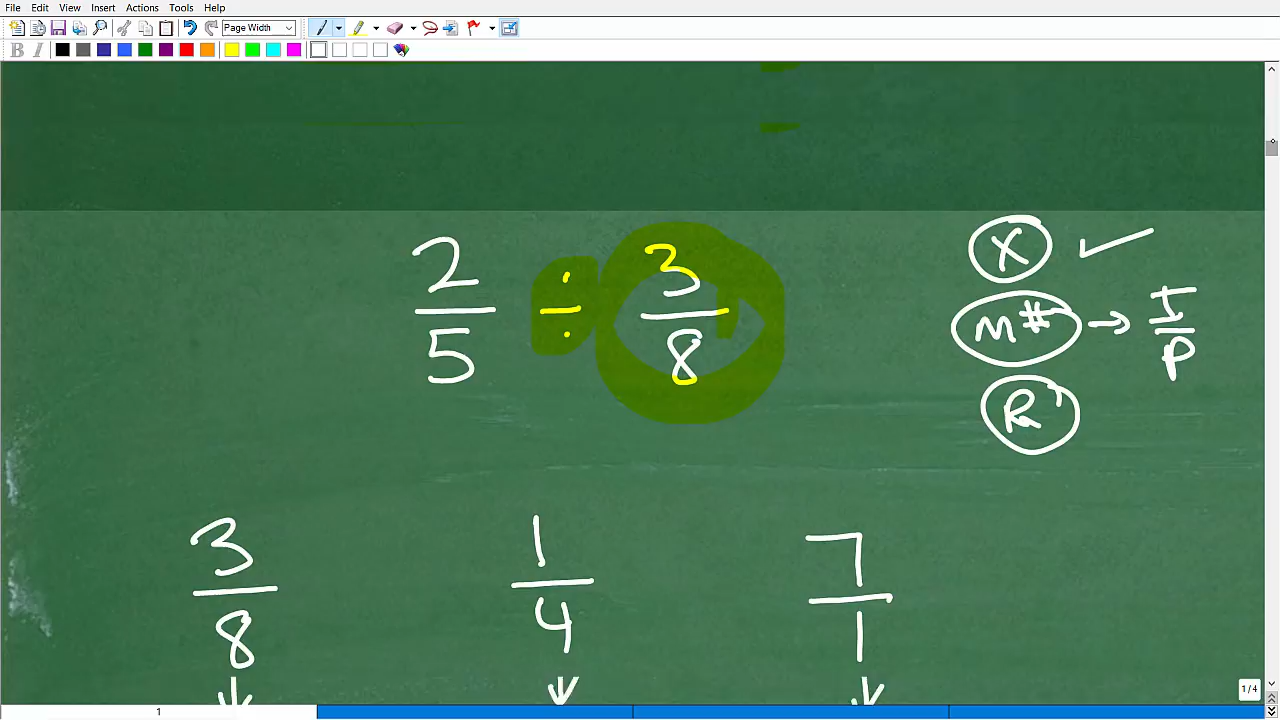 File Edit View Insert Actions Tools Help
Page Width
B I
2/5 ÷ 3/8
X ✓
M# → I/P
R
3/8 1/4 7/1
↓ ↓ ↓
1/4
1